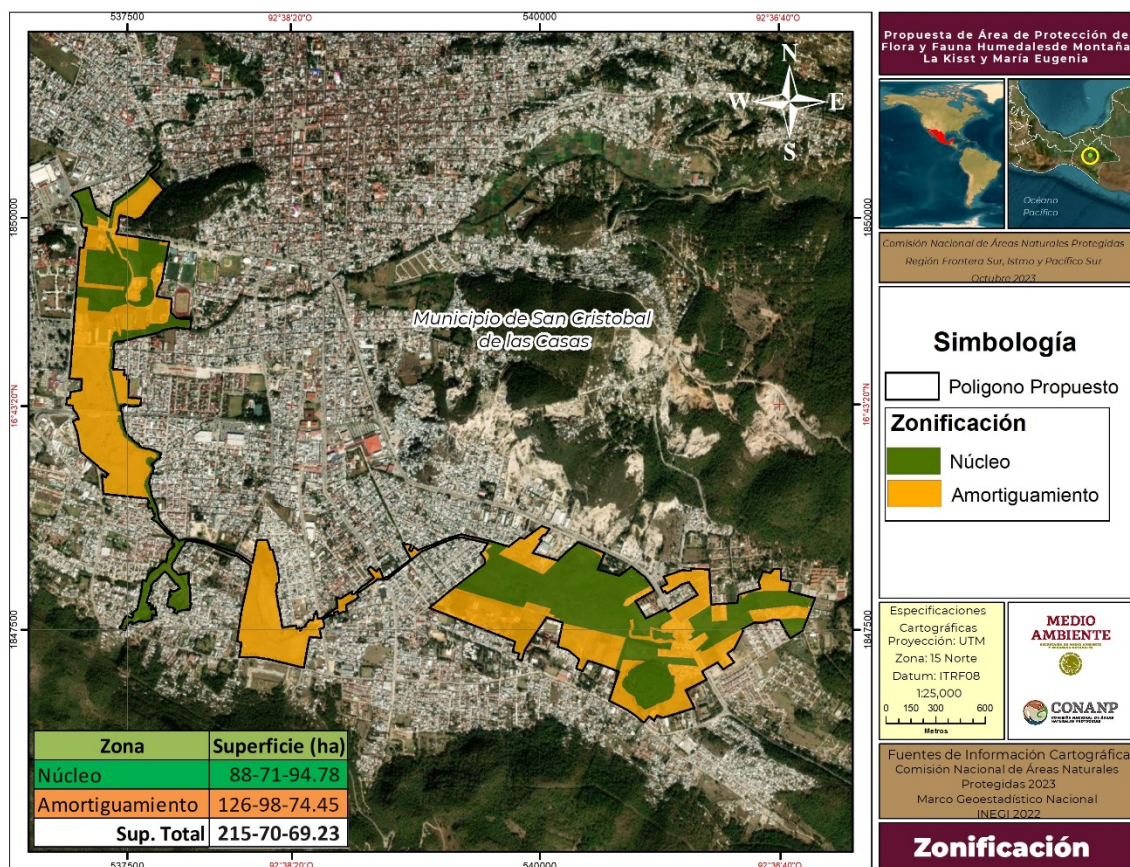 537500
92°38'20"O
540000
92°36'40"O
1850000
16°43'20"N
1847500
N
W
E
S
Municipio de San Cristobal
de las Casas
Zona
Superficie (ha)
Núcleo
88-71-94.78
Amortiguamiento
126-98-74.45
Sup. Total
215-70-69.23
1850000
16°43'20"N
1847500
537500
92°38'20"O
540000
92°36'40"O
Propuesta de Área de Protección de
Flora y Fauna Humedalesde Montaña
La Kisst y María Eugenia
Océano
Pacífico
Comisión Nacional de Áreas Naturales Protegidas
Región Frontera Sur, Istmo y Pacífico Sur
Octubre 2023
Simbología
Poligono Propuesto
Zonificación
Núcleo
Amortiguamiento
Especificaciones
Cartográficas
Proyección: UTM
Zona: 15 Norte
Datum: ITRF08
1:25,000
0 150 300 600
Metros
MEDIO
AMBIENTE
CONANP
COMISIÓN NACIONAL DE ÁREAS
NATURALES PROTEGIDAS
Fuentes de Información Cartográfica
Comisión Nacional de Áreas Naturales
Protegidas 2023
Marco Geoestadístico Nacional
INEGI 2022
Zonificación